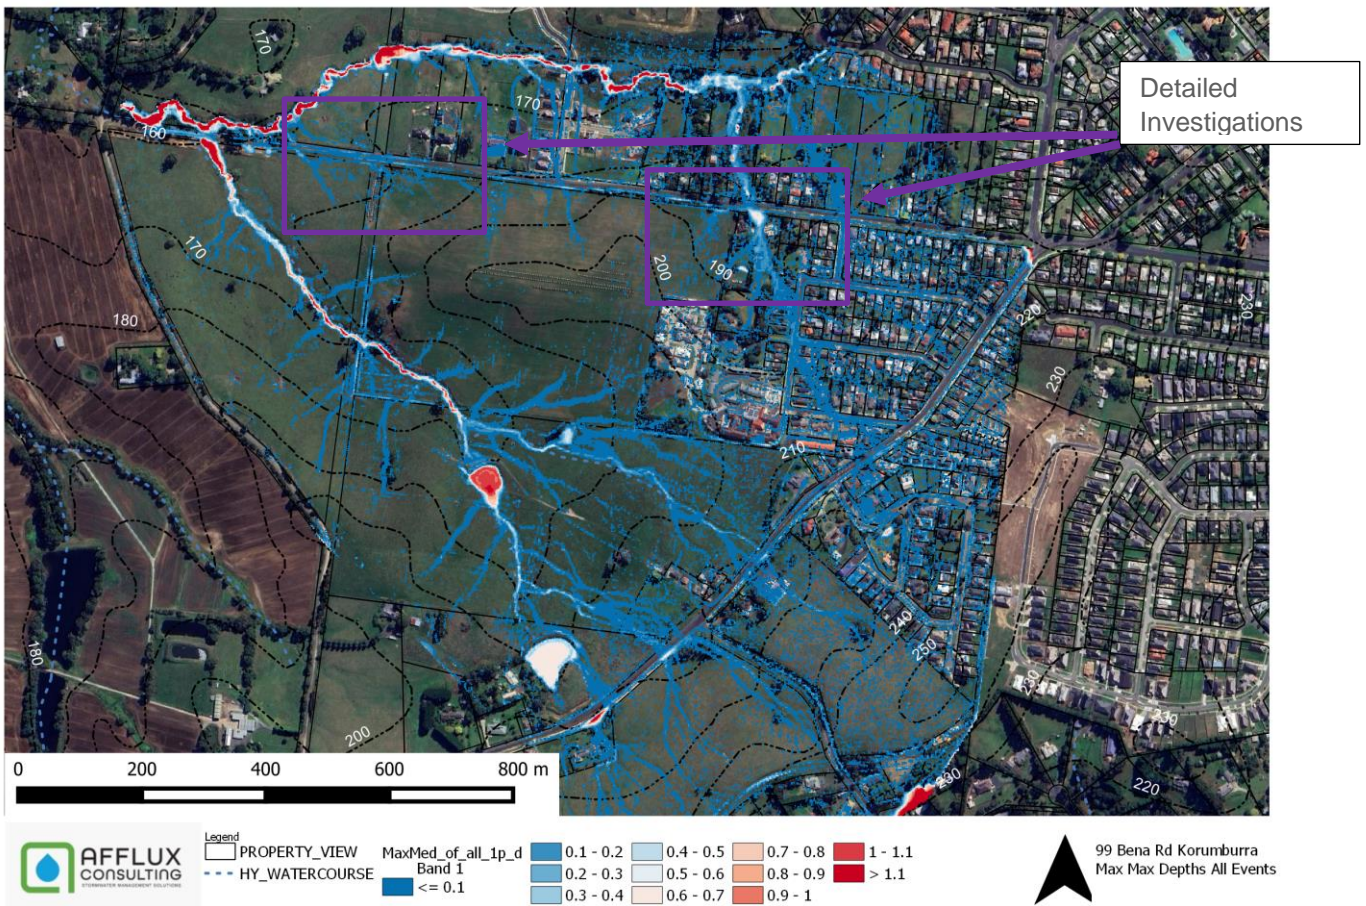 Detailed
Investigations
170
170
160
170
180
200
190
220
230
230
210
240
250
230
230
180
200
230
220
0 200 400 600 800 m
AFFLUX
CONSULTING
STORMWATER MANAGEMENT SOLUTIONS
Legend
PROPERTY_VIEW
HY_WATERCOURSE
MaxMed_of_all_1p_d
Band 1
<= 0.1
0.1 - 0.2
0.2 - 0.3
0.3 - 0.4
0.4 - 0.5
0.5 - 0.6
0.6 - 0.7
0.7 - 0.8
0.8 - 0.9
0.9 - 1
1 - 1.1
> 1.1
99 Bena Rd Korumburra
Max Max Depths All Events